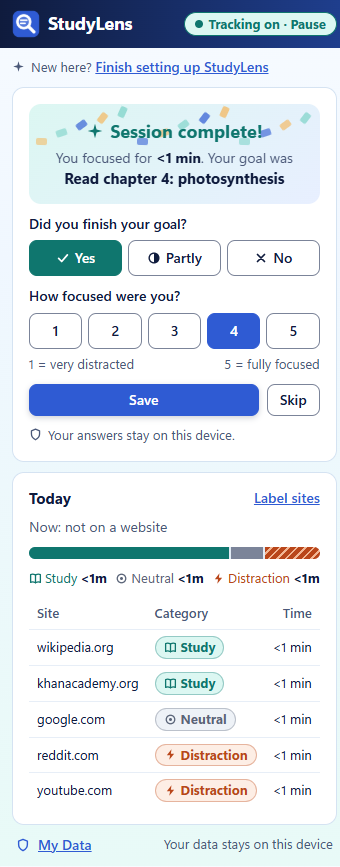 StudyLens
Tracking on · Pause
New here? Finish setting up StudyLens
Session complete!
You focused for <1 min. Your goal was
Read chapter 4: photosynthesis
Did you finish your goal?
Yes
Partly
No
How focused were you?
1 2 3 4 5
1 = very distracted 5 = fully focused
Save Skip
Your answers stay on this device.
Today Label sites
Now: not on a website
Study <1m Neutral <1m Distraction <1m
Site Category Time
wikipedia.org Study <1 min
khanacademy.org Study <1 min
google.com Neutral <1 min
reddit.com Distraction <1 min
youtube.com Distraction <1 min
My Data Your data stays on this device